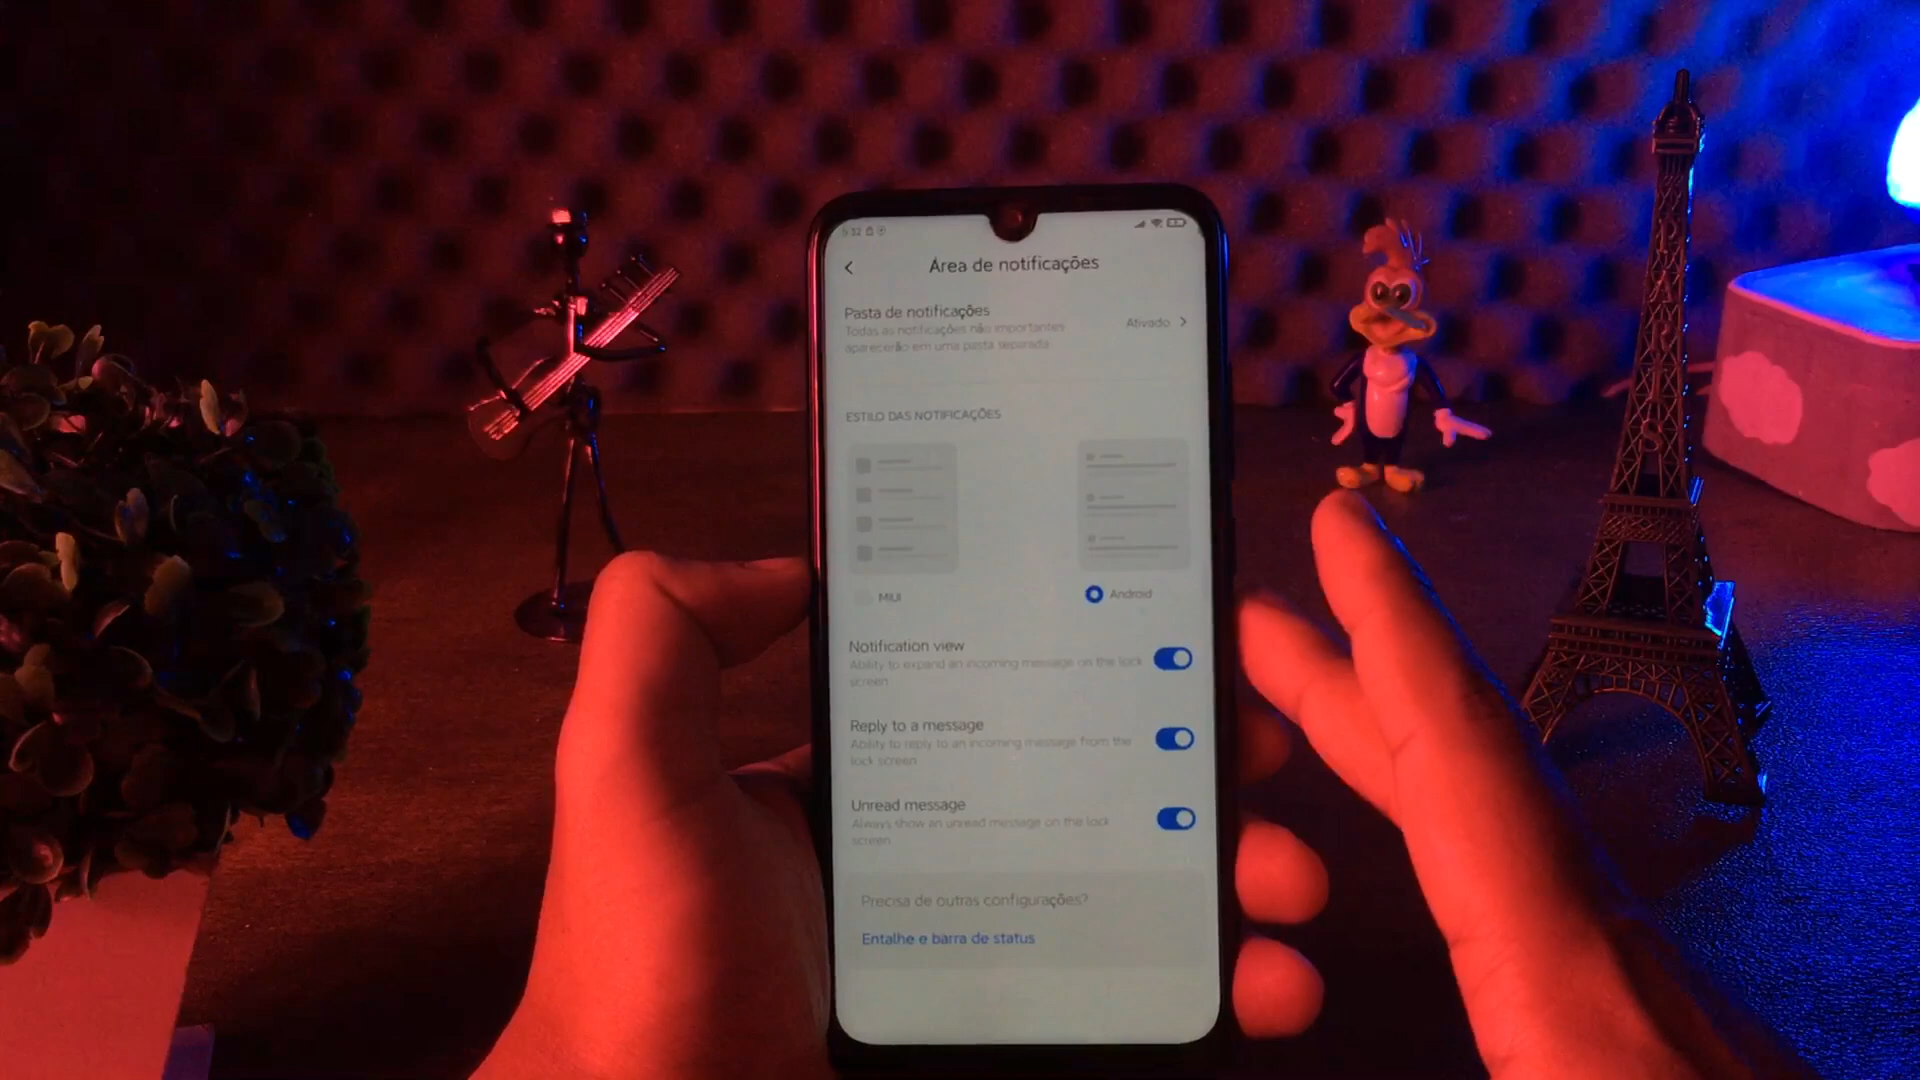 5:12
Área de notificações
Pasta de notificações
Todas as notificações não importantes
aparecerão em uma pasta separada
Ativado
ESTILO DAS NOTIFICAÇÕES
MIUI
Android
Notification view
Ability to expand an incoming message on the lock
screen
Reply to a message
Ability to reply to an incoming message from the
lock screen
Unread message
Always show an unread message on the lock
screen
Precisa de outras configurações?
Entalhe e barra de status